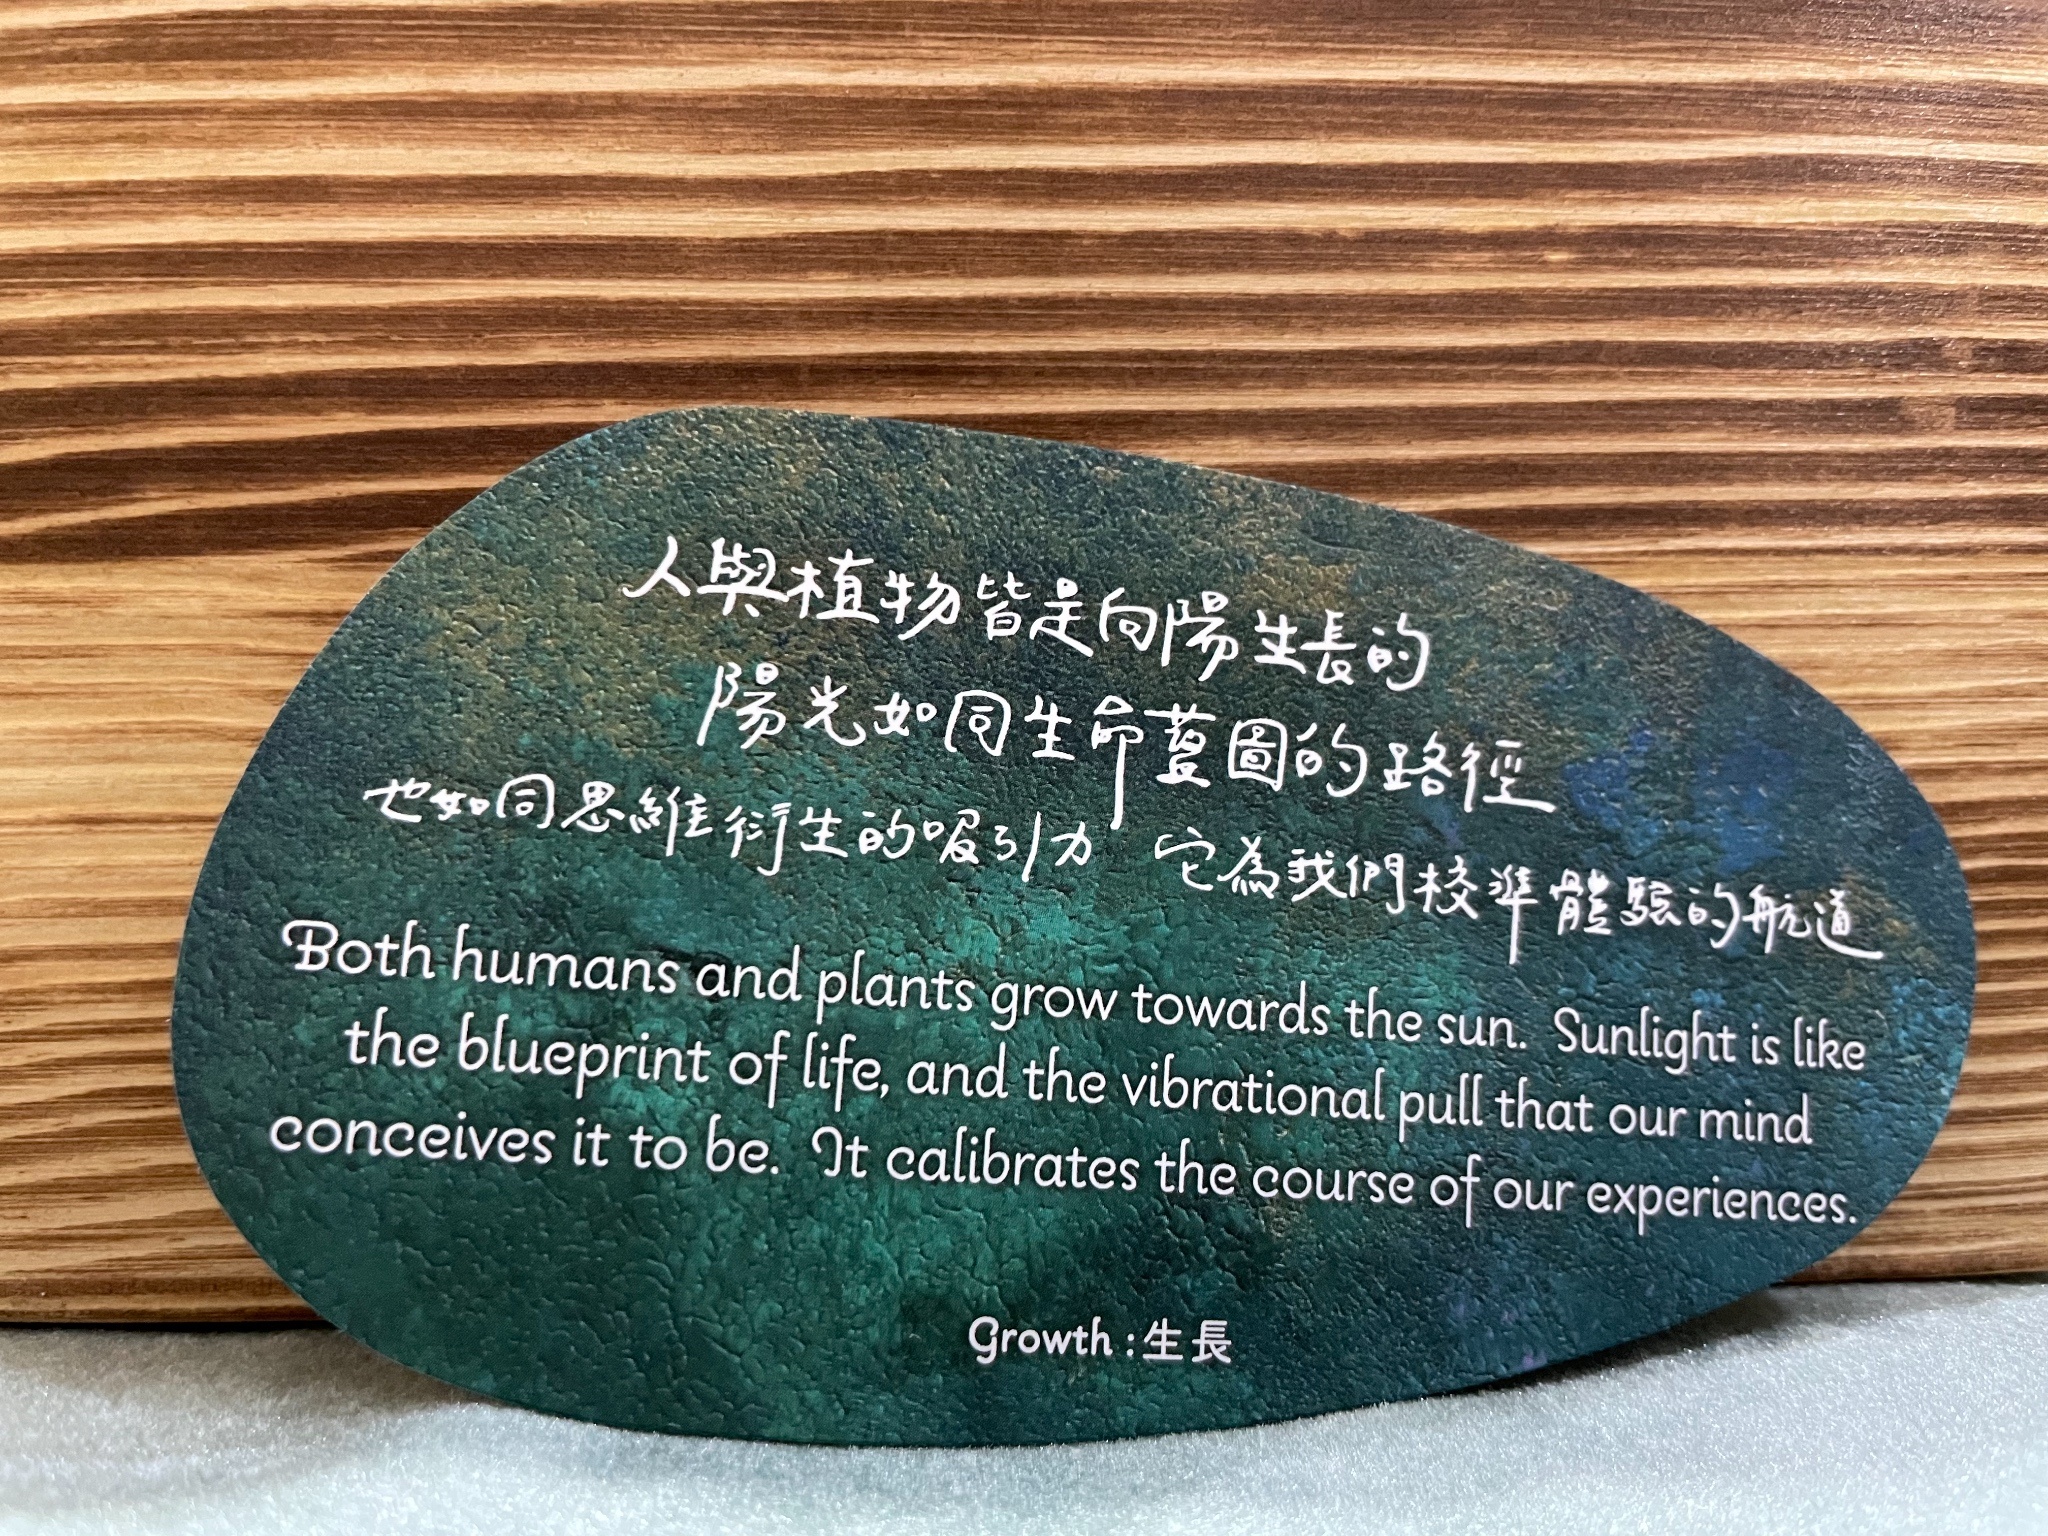 人與植物皆是向陽生長的
陽光如同生命藍圖的路徑
也如同思維衍生的吸引力 它為我們校準體驗的航道
Both humans and plants grow towards the sun. Sunlight is like
the blueprint of life, and the vibrational pull that our mind
conceives it to be. It calibrates the course of our experiences.
Growth :生長